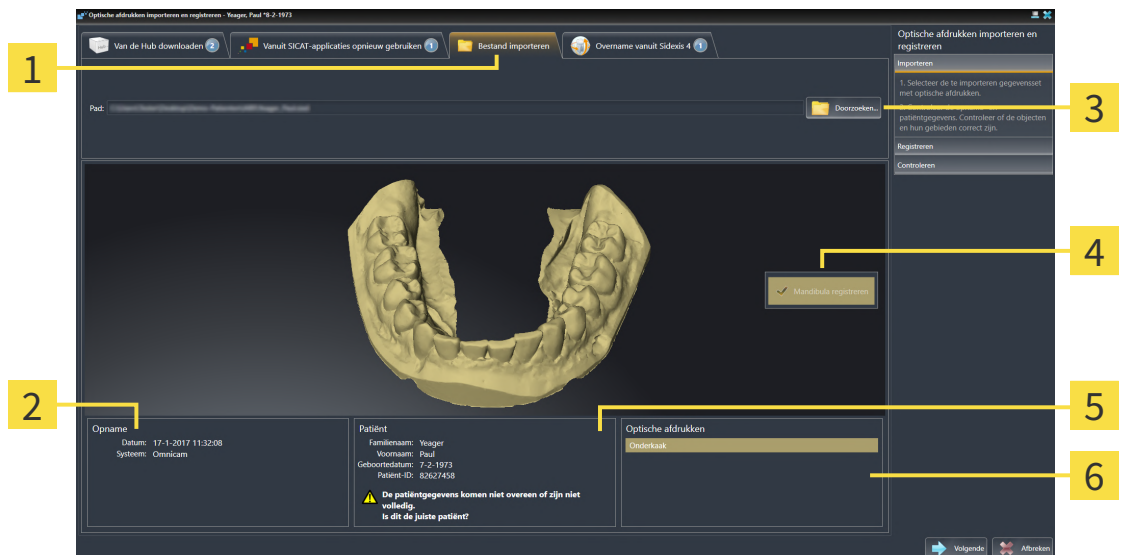 Optische afdrukken importeren en registreren - Yeager, Paul *8-2-1973
Van de Hub downloaden 2
Vanuit SICAT-applicaties opnieuw gebruiken 1
Bestand importeren
Overname vanuit Sidexis 4 1
Optische afdrukken importeren en
registreren
Importeren
1. Selecteer de te importeren gegevensset
met optische afdrukken.
patiëntgegevens. Controleer of de objecten
en hun gebieden correct zijn.
Registreren
Controleren
1
Pad:
Doorzoeken...
3
Mandibula registreren
4
2
Opname
Datum: 17-1-2017 11:32:08
Systeem: Omnicam
Patiënt
Familienaam: Yeager
Voornaam: Paul
Geboortedatum: 7-2-1973
Patiënt-ID: 82627458
De patiëntgegevens komen niet overeen of zijn niet
volledig.
Is dit de juiste patiënt?
5
Optische afdrukken
Onderkaak
6
Volgende
Afbreken